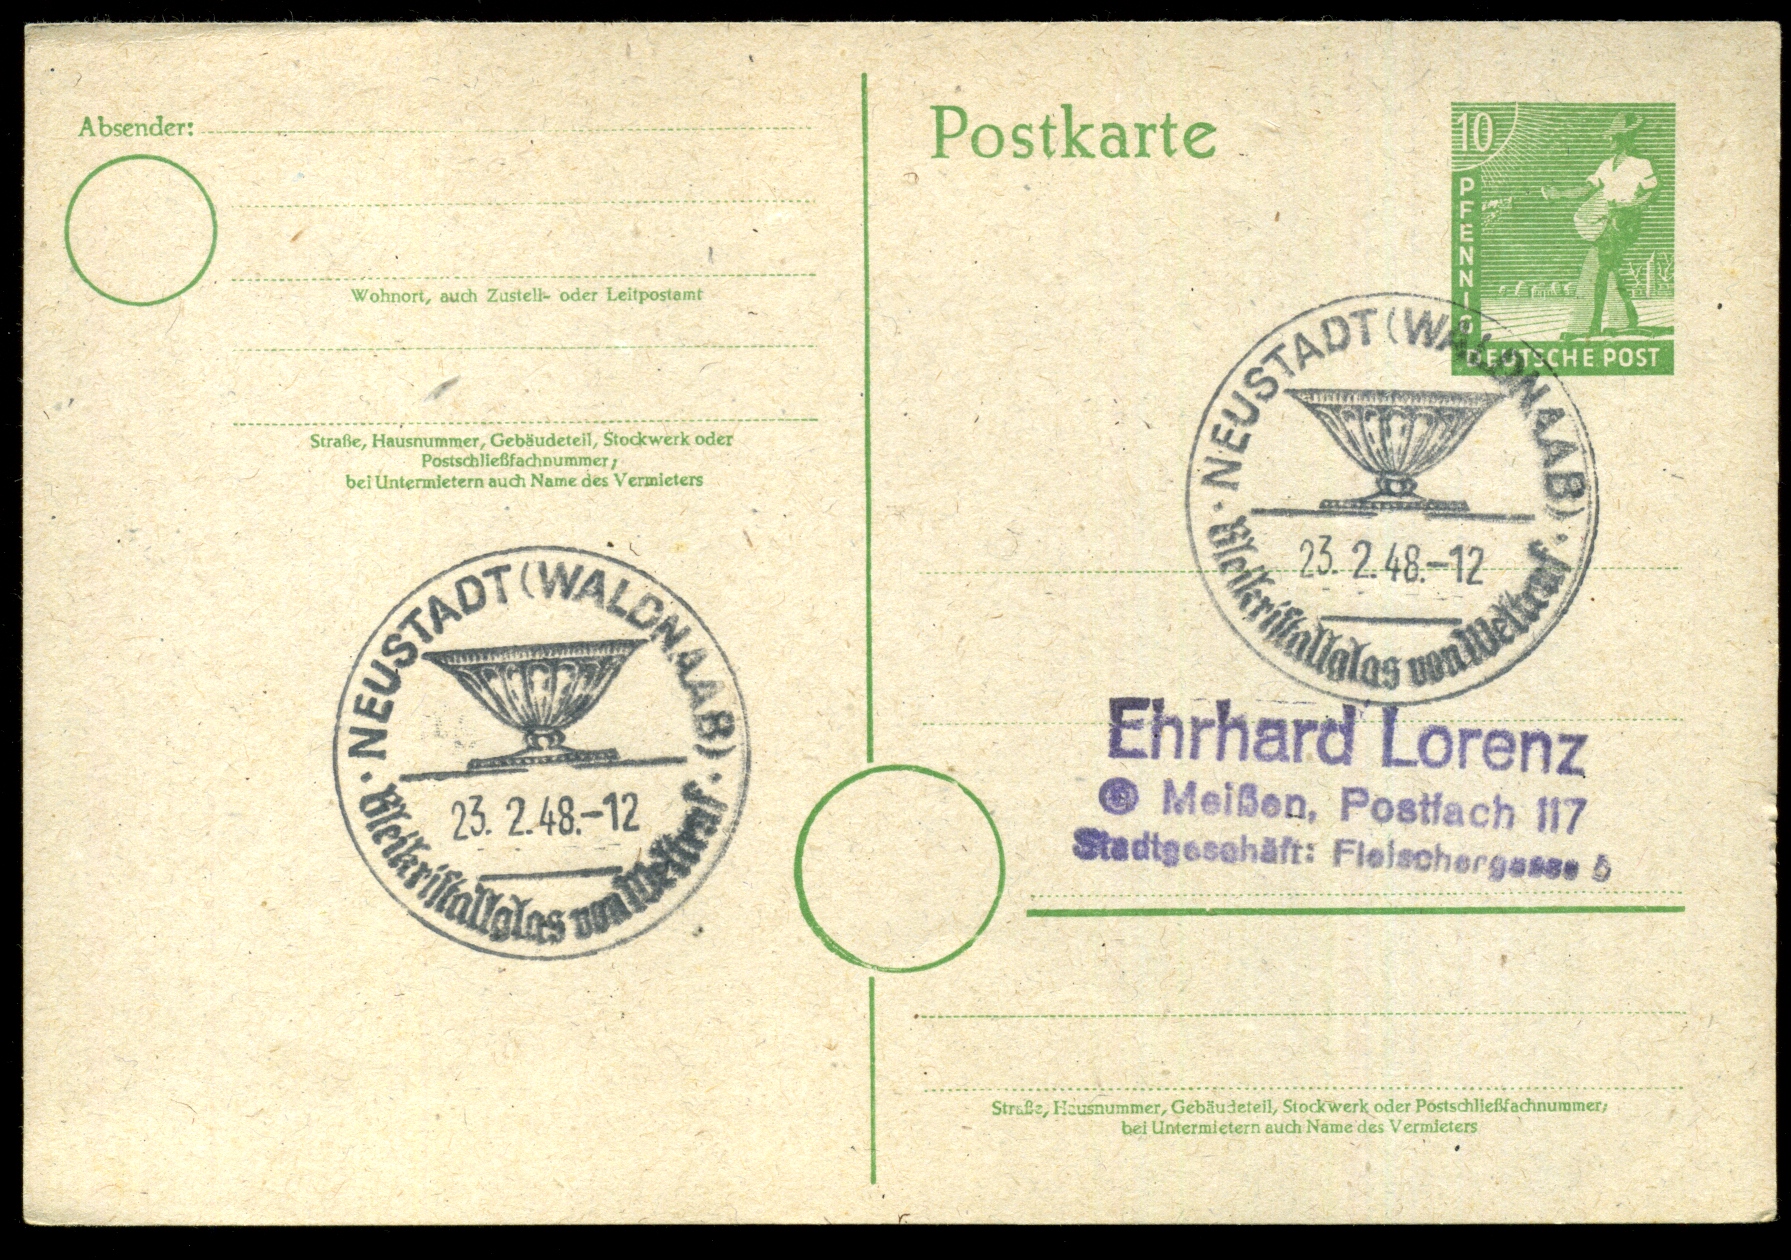 Absender:
Wohnort, auch Zustell- oder Leitpostamt
Straße, Hausnummer, Gebäudeteil, Stockwerk oder
Postschließfachnummer;
bei Untermietern auch Name des Vermieters
NEUSTADT (WALDNAAB)
23. 2. 48.-12
Bleikristallglas von Weltruf
Postkarte
10
PFENNIG
DEUTSCHE POST
NEUSTADT (WALDNAAB)
23. 2. 48.-12
Bleikristallglas von Weltruf
Ehrhard Lorenz
Meißen, Postfach 117
Stadtgeschäft: Fleischergasse 5
Straße, Hausnummer, Gebäudeteil, Stockwerk oder Postschließfachnummer;
bei Untermietern auch Name des Vermieters